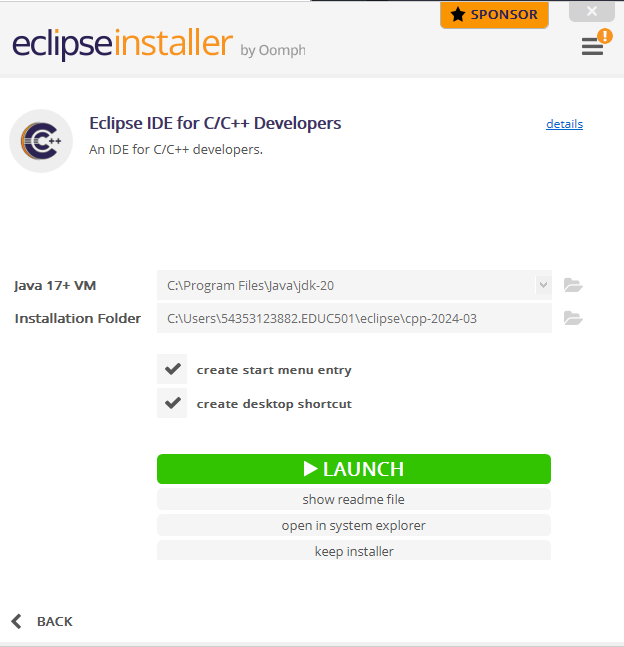 SPONSOR
eclipseinstaller by Oomph
!
C++
Eclipse IDE for C/C++ Developers
details
An IDE for C/C++ developers.
Java 17+ VM
C:\Program Files\Java\jdk-20
Installation Folder
C:\Users\54353123882.EDUC501\eclipse\cpp-2024-03
create start menu entry
create desktop shortcut
LAUNCH
show readme file
open in system explorer
keep installer
BACK